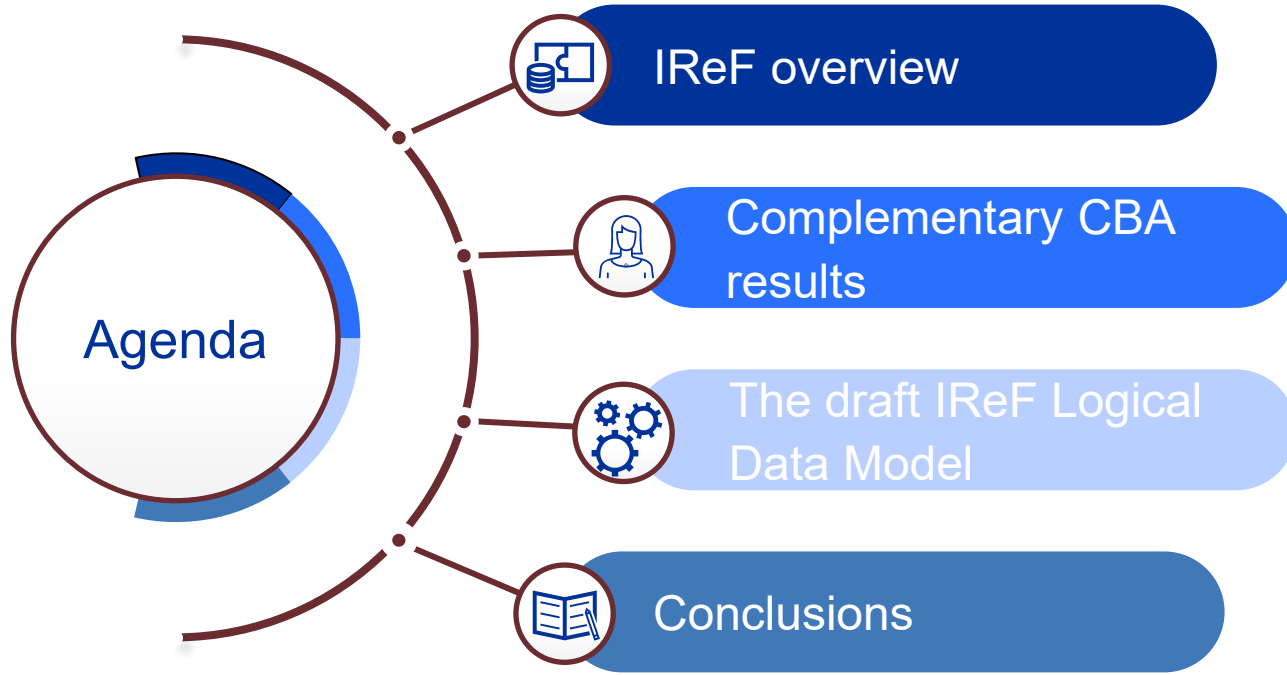 Agenda
IReF overview
Complementary CBA
results
The draft IReF Logical
Data Model
Conclusions